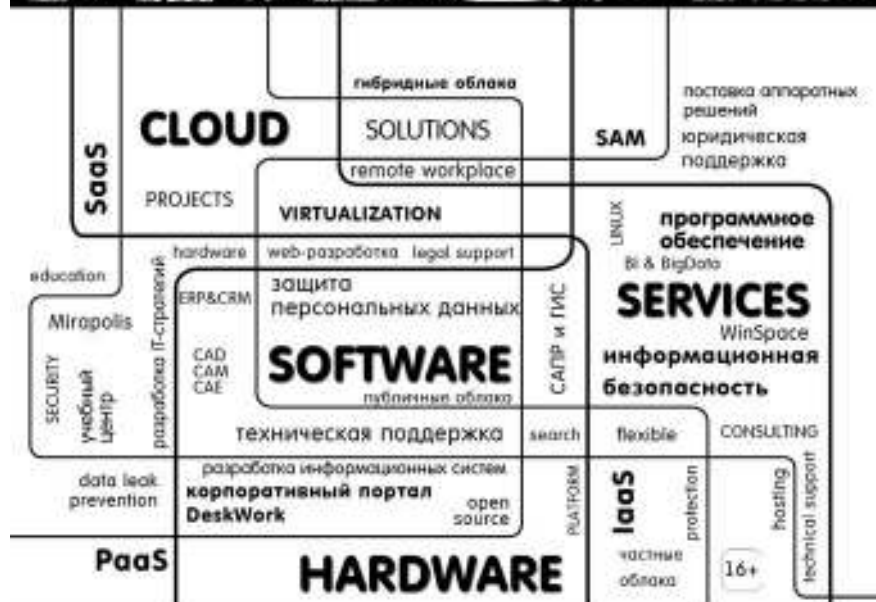 гибридные облака
поставка аппаратных
решений
CLOUD
SOLUTIONS
SAM
юридическая
поддержка
SaaS
remote workplace
PROJECTS
VIRTUALIZATION
LINUX
программное
обеспечение
hardware
web-разработка
legal support
BI & BigData
education
защита
персональных данных
ERP&CRM
SERVICES
Mirapolis
разработка IT-стратегий
САПР и ГИС
WinSpace
CAD
CAM
CAE
SOFTWARE
информационная
безопасность
SECURITY
учебный
центр
публичные облака
техническая поддержка
search
flexible
CONSULTING
data leak
prevention
разработка информационных систем
корпоративный портал
DeskWork
open
source
PLATFORM
IaaS
protection
hosting
technical support
PaaS
HARDWARE
частные
облака
16+